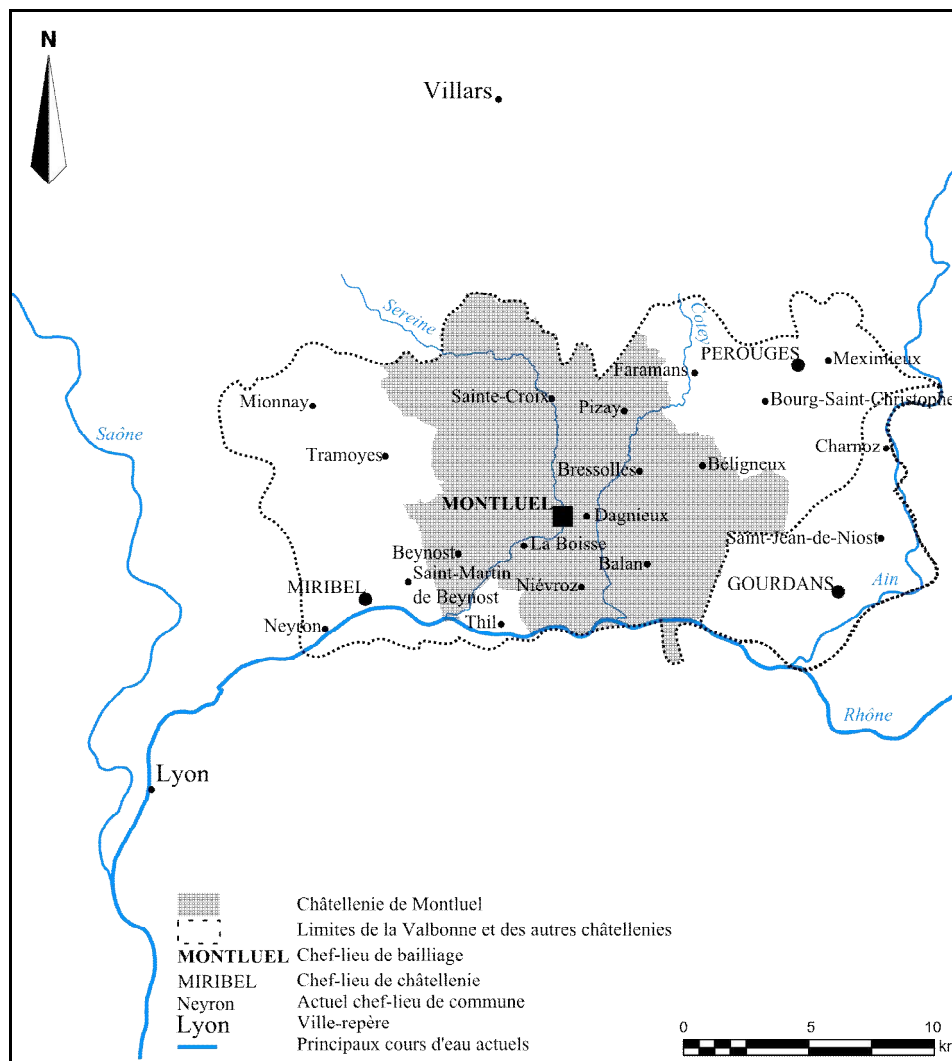 N
Villars
Sereine
Cotey
PEROUGES
Meximieux
Faramans
Sainte-Croix
Pizay
Bourg-Saint-Christophe
Mionnay
Saône
Charnoz
Tramoyes
Bressolles
Béligneux
MONTLUEL
Dagnieux
Saint-Jean-de-Niost
La Boisse
Beynost
Balan
Saint-Martin
de Beynost
MIRIBEL
Niévroz
GOURDANS
Ain
Thil
Neyron
Rhône
Lyon
Châtellenie de Montluel
Limites de la Valbonne et des autres châtellenies
MONTLUEL Chef-lieu de bailliage
MIRIBEL Chef-lieu de châtellenie
Neyron Actuel chef-lieu de commune
Lyon Ville-repère
Principaux cours d'eau actuels
0 5 10
km